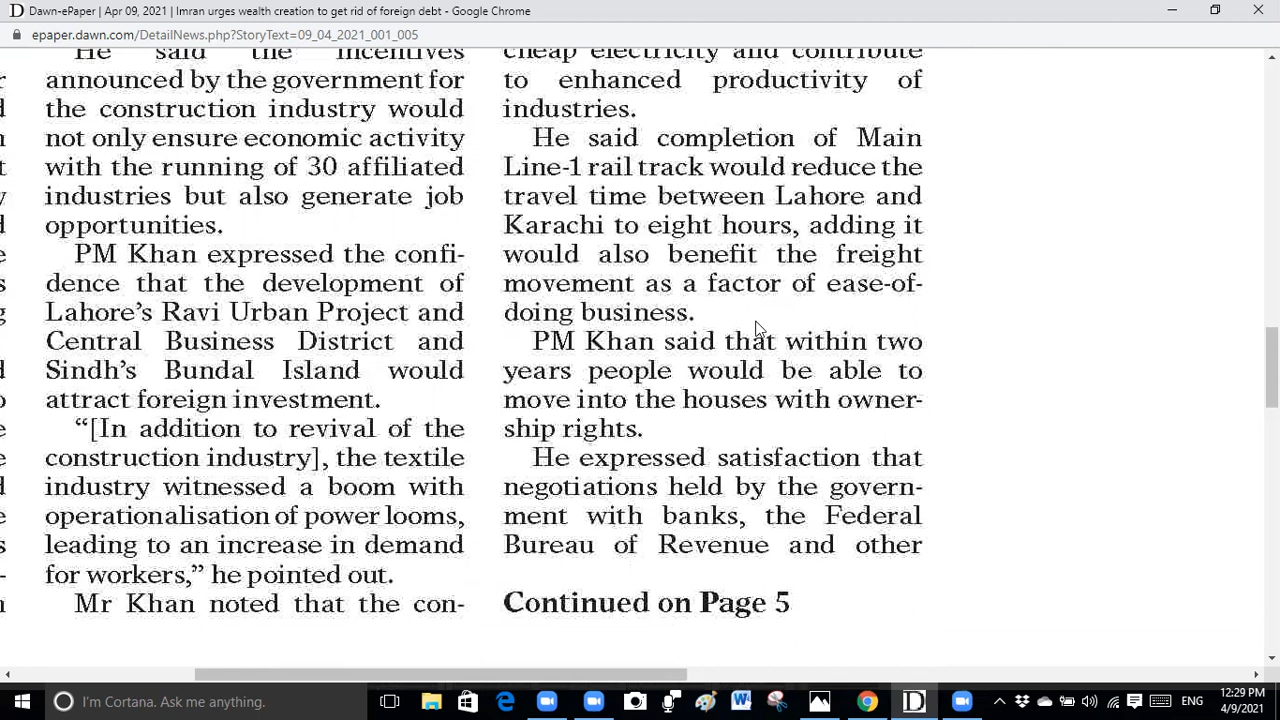 Dawn-ePaper | Apr 09, 2021 | Imran urges wealth creation to get rid of foreign debt - Google Chrome
epaper.dawn.com/DetailNews.php?StoryText=09_04_2021_001_005
He said the incentives
announced by the government for
the construction industry would
not only ensure economic activity
with the running of 30 affiliated
industries but also generate job
opportunities.
PM Khan expressed the confi-
dence that the development of
Lahore's Ravi Urban Project and
Central Business District and
Sindh's Bundal Island would
attract foreign investment.
"[In addition to revival of the
construction industry], the textile
industry witnessed a boom with
operationalisation of power looms,
leading to an increase in demand
for workers," he pointed out.
Mr Khan noted that the con-
cheap electricity and contribute
to enhanced productivity of
industries.
He said completion of Main
Line-1 rail track would reduce the
travel time between Lahore and
Karachi to eight hours, adding it
would also benefit the freight
movement as a factor of ease-of-
doing business.
PM Khan said that within two
years people would be able to
move into the houses with owner-
ship rights.
He expressed satisfaction that
negotiations held by the govern-
ment with banks, the Federal
Bureau of Revenue and other
Continued on Page 5
I'm Cortana. Ask me anything.
ENG
12:29 PM
4/9/2021